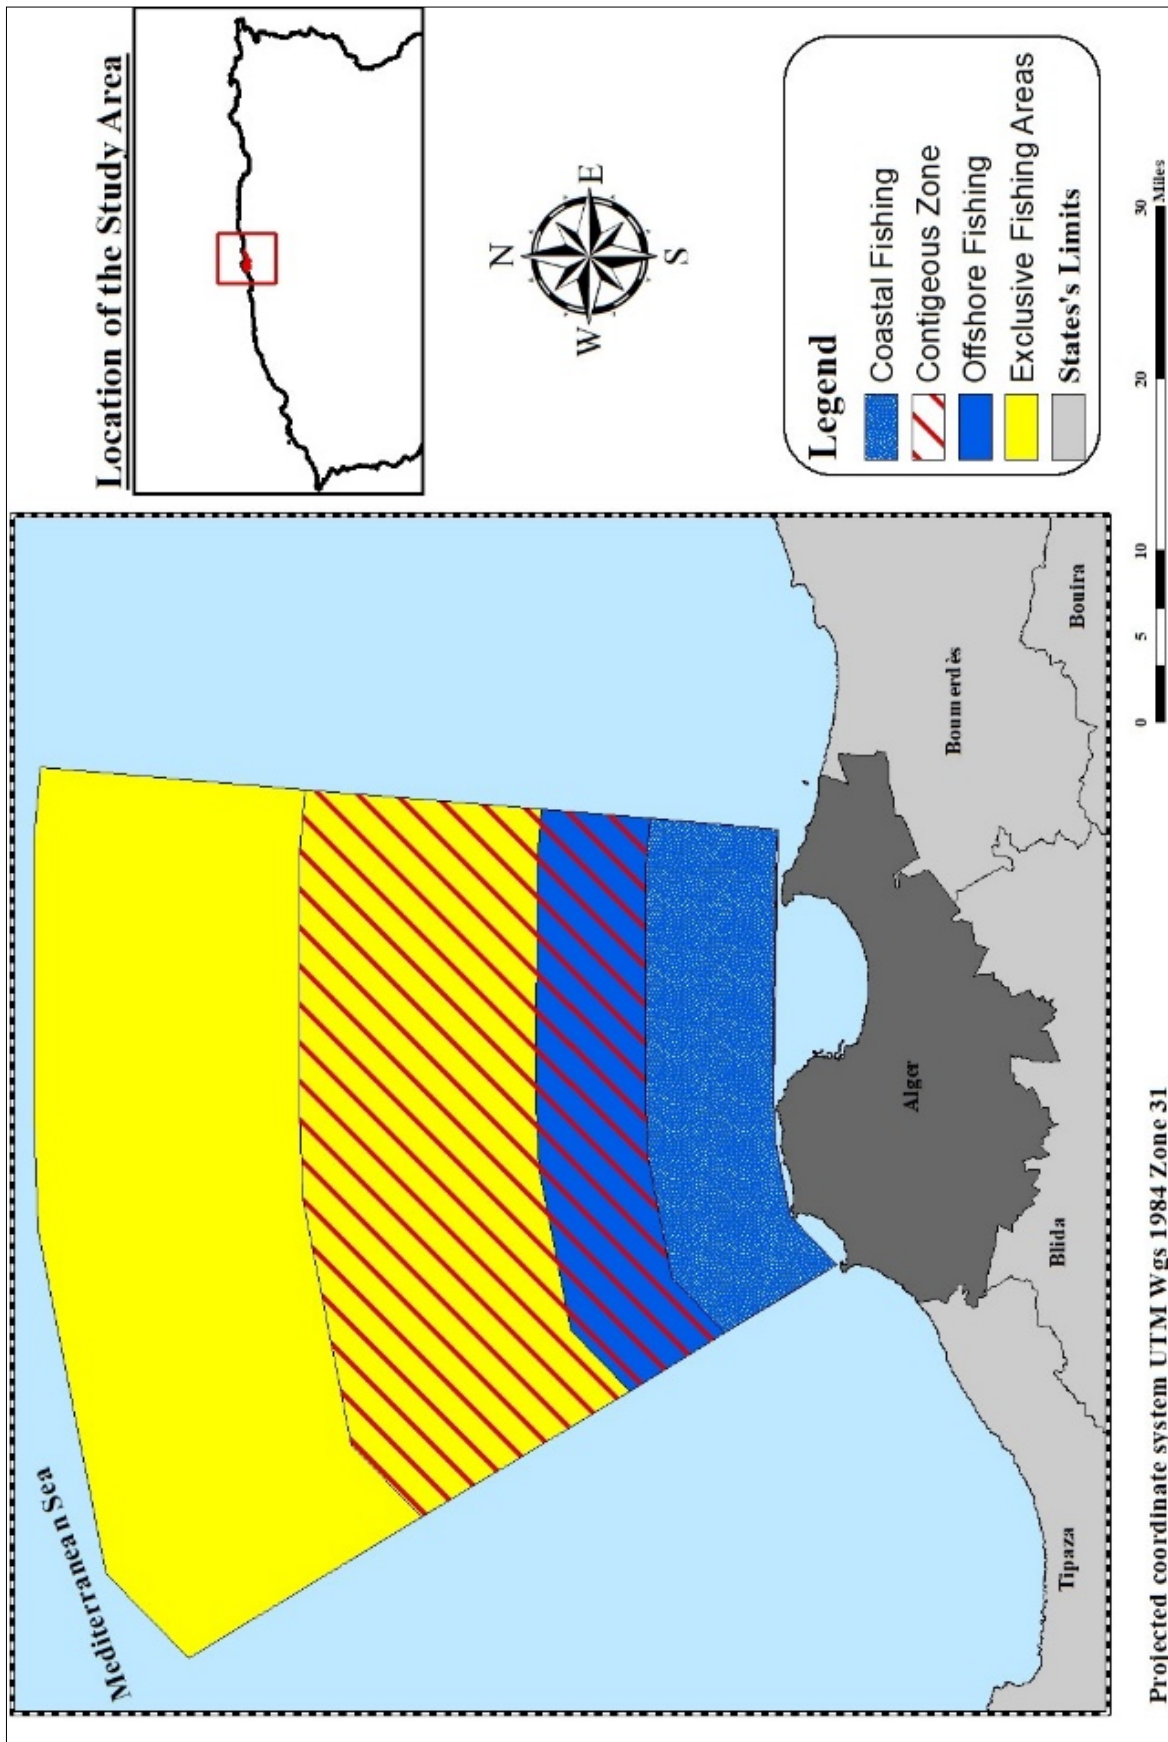 Mediterranean Sea
Tipaza
Blida
Alger
Boumerdès
Bouira
Location of the Study Area
N
W
E
S
Legend
Coastal Fishing
Contigeous Zone
Offshore Fishing
Exclusive Fishing Areas
States's Limits
Projected coordinate system UTM Wgs 1984 Zone 31
0 5 10 20 30
Miles